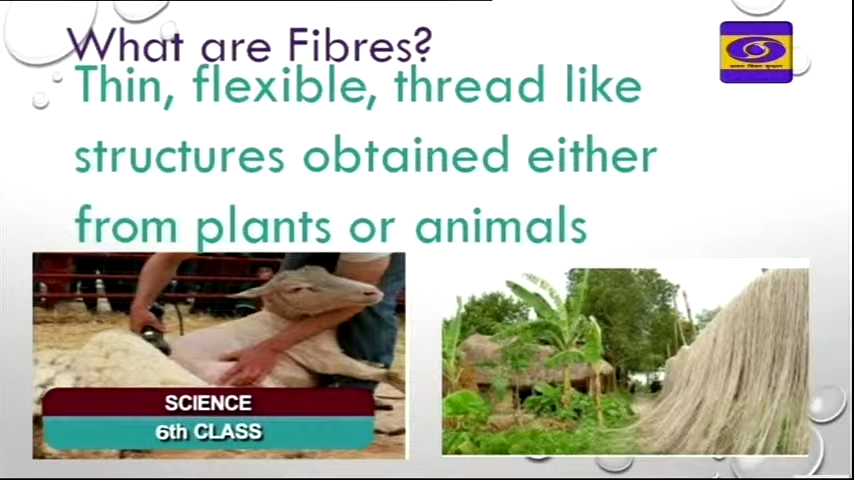 What are Fibres?
Thin, flexible, thread like
structures obtained either
from plants or animals
SCIENCE
6th CLASS